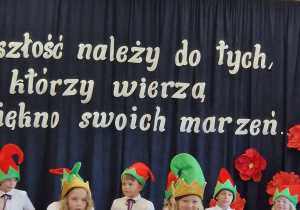 szłość należy do tych,
którzy wierzą
iękno swoich marzeń..